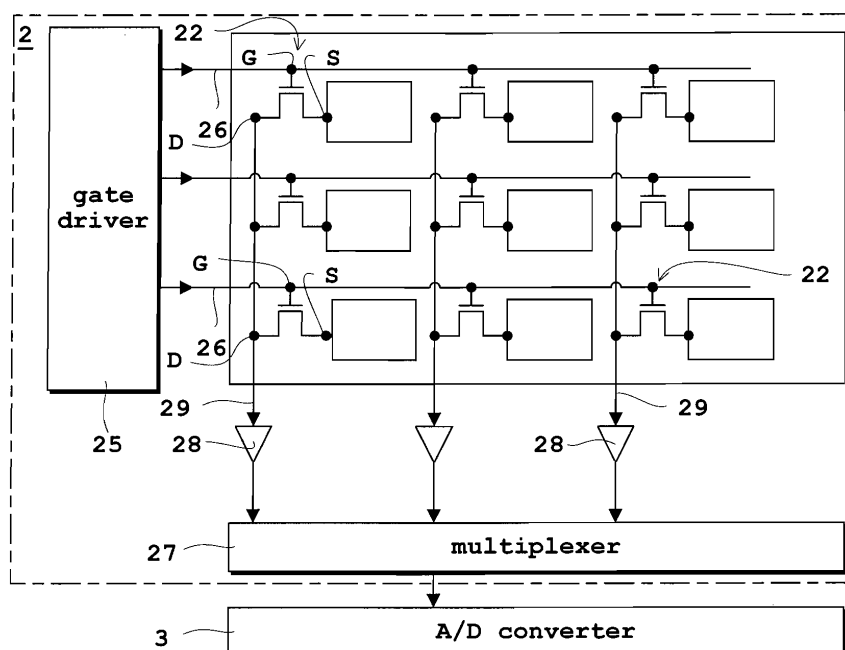 2
22
G
S
26
D
gate
driver
G
S
22
26
D
25
29
29
28
28
27
multiplexer
3
A/D converter